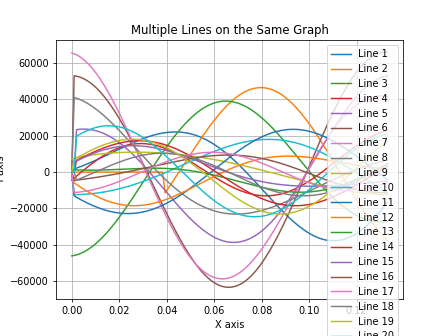 Multiple Lines on the Same Graph
60000
40000
20000
0
−20000
−40000
−60000
0.00 0.02 0.04 0.06 0.08 0.10
X axis
Line 1
Line 2
Line 3
Line 4
Line 5
Line 6
Line 7
Line 8
Line 9
Line 10
Line 11
Line 12
Line 13
Line 14
Line 15
Line 16
Line 17
Line 18
Line 19
Line 20